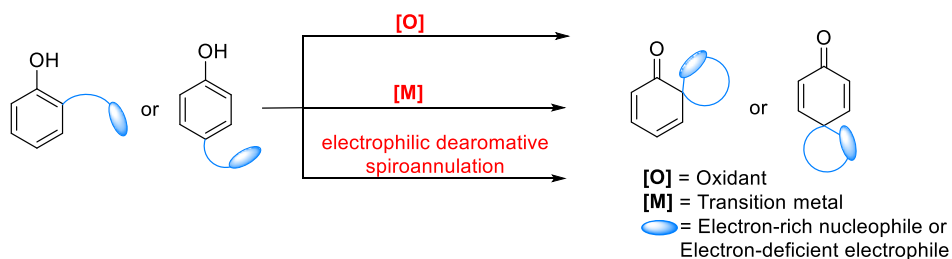 [O]
OH
or
OH
[M]
electrophilic dearomative
spiroannulation
O
or
O
[O] = Oxidant
[M] = Transition metal
= Electron-rich nucleophile or
Electron-deficient electrophile